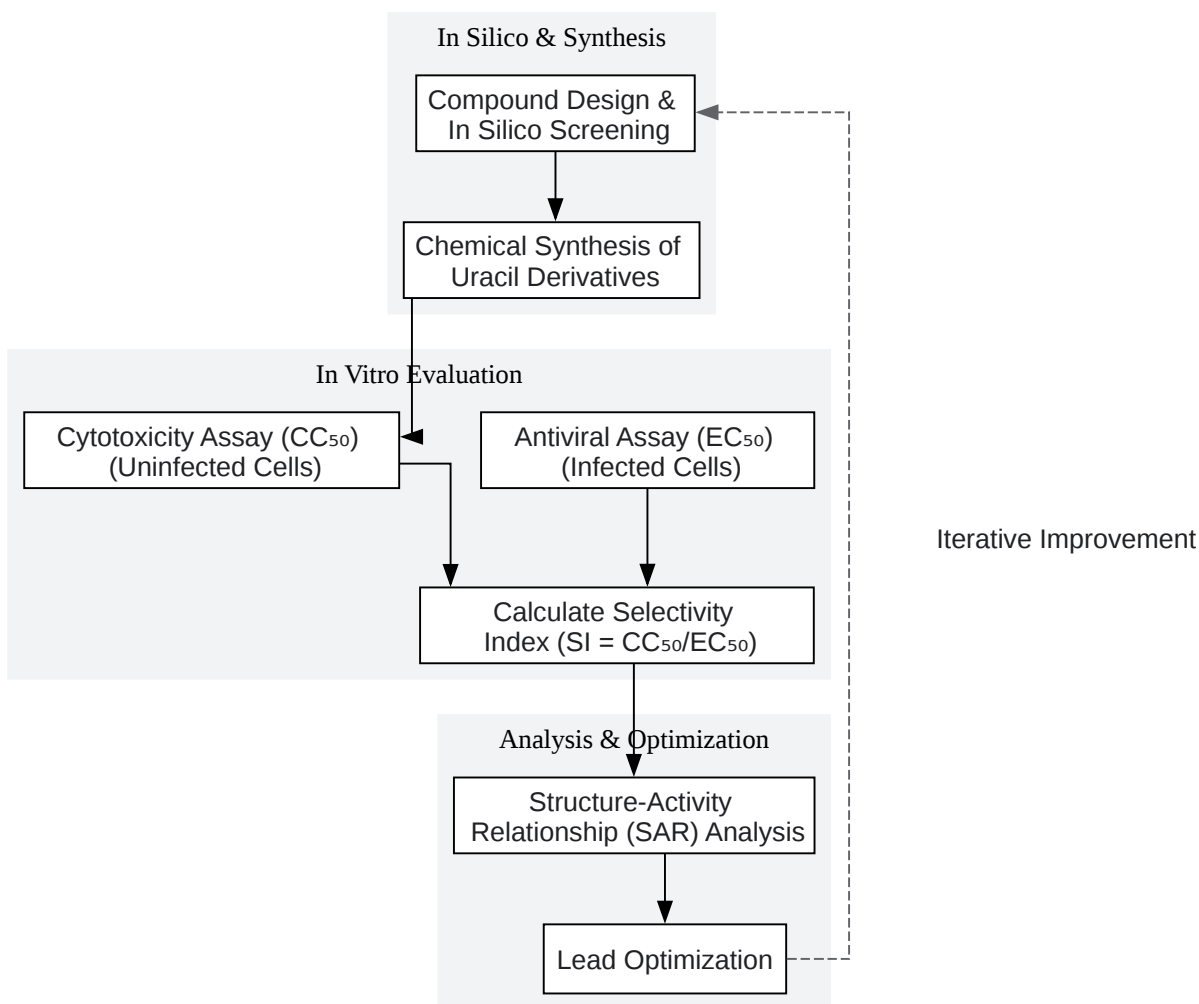 In Silico & Synthesis
Compound Design &
In Silico Screening
Chemical Synthesis of
Uracil Derivatives
In Vitro Evaluation
Cytotoxicity Assay (CC₅₀)
(Uninfected Cells)
Antiviral Assay (EC₅₀)
(Infected Cells)
Iterative Improvement
Calculate Selectivity
Index (SI = CC₅₀/EC₅₀)
Analysis & Optimization
Structure-Activity
Relationship (SAR) Analysis
Lead Optimization